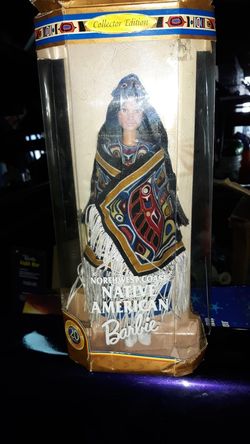 Collector Edition
NORTHWEST COAST
NATIVE
AMERICAN
Barbie